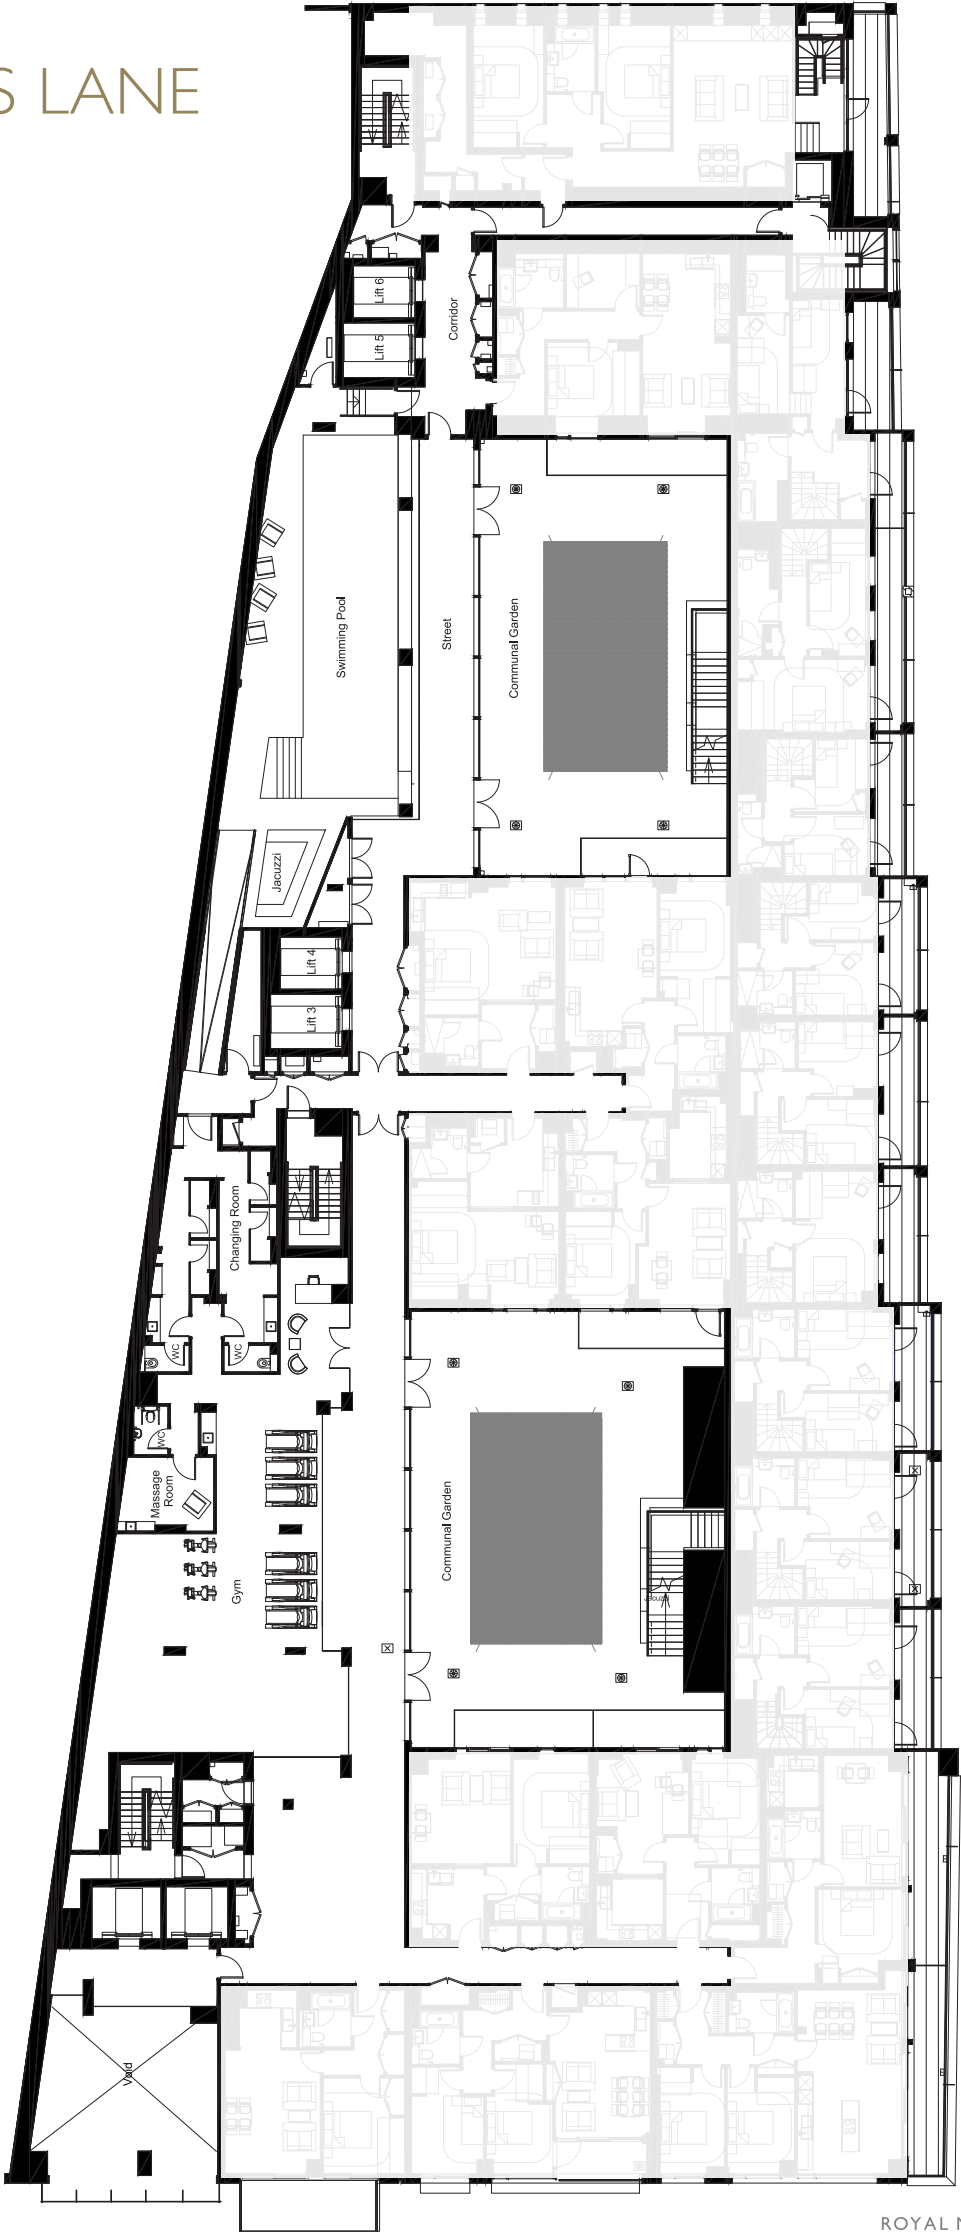 S LANE
Lift 6
Lift 5
Corridor
Swimming Pool
Street
Communal Garden
Jacuzzi
Lift 4
Lift 3
Changing Room
WC
WC
WC
Massage
Room
Gym
Communal Garden
Jacuzzi
Void
ROYAL